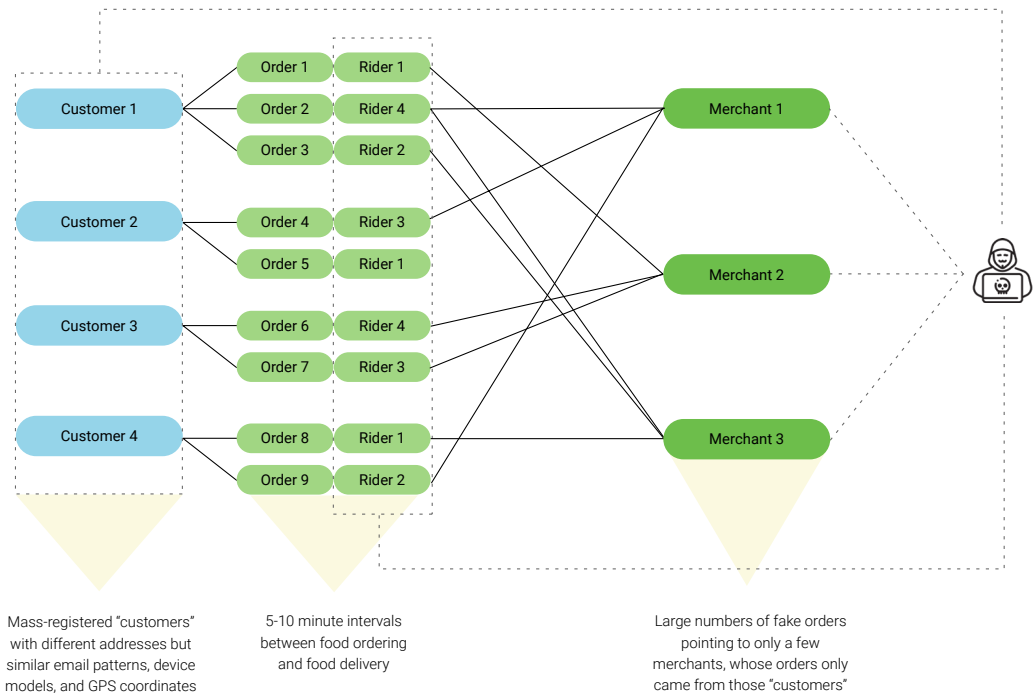 Customer 1
Order 1 Rider 1
Order 2 Rider 4
Order 3 Rider 2
Customer 2
Order 4 Rider 3
Order 5 Rider 1
Customer 3
Order 6 Rider 4
Order 7 Rider 3
Customer 4
Order 8 Rider 1
Order 9 Rider 2
Merchant 1
Merchant 2
Merchant 3
Mass-registered “customers”
with different addresses but
similar email patterns, device
models, and GPS coordinates
5-10 minute intervals
between food ordering
and food delivery
Large numbers of fake orders
pointing to only a few
merchants, whose orders only
came from those “customers”